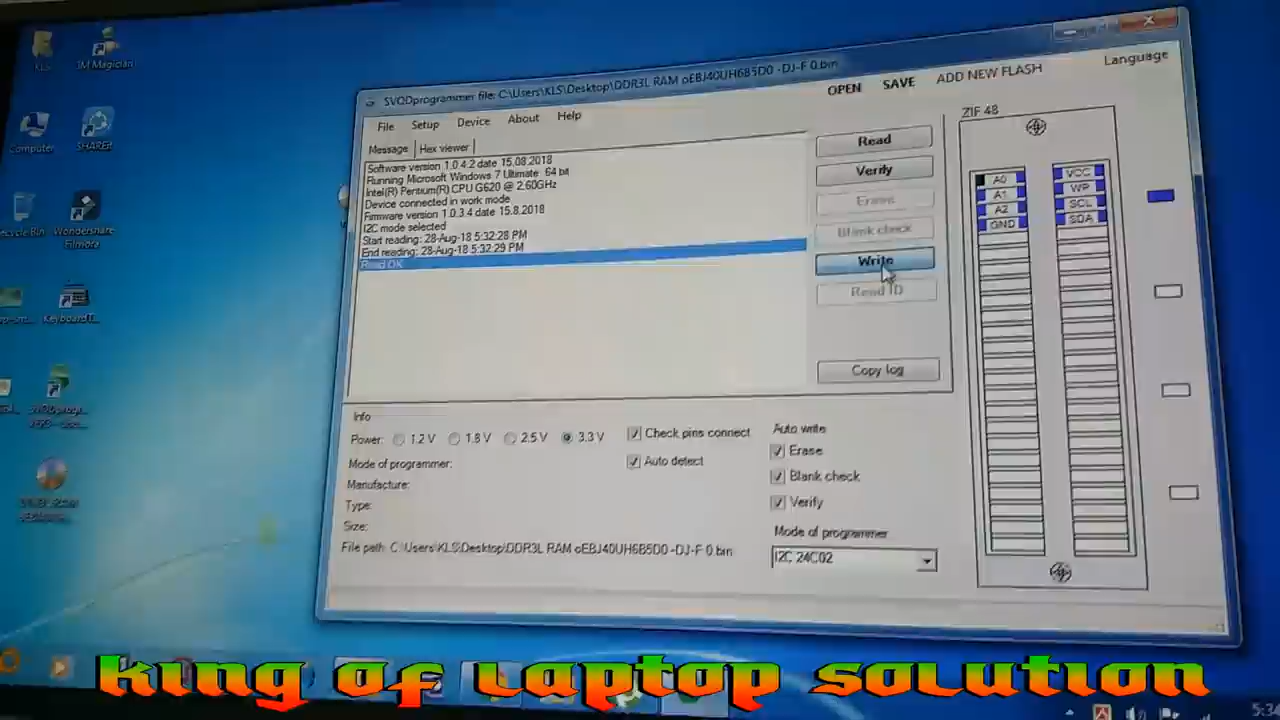 KLS
IM Magician
Computer
SHAREit
Recycle Bin
Wondershare
Filmora
SVODprogrammer file: C:\Users\KLS\Desktop\DDR3L RAM oEBJ40UH6B5D0 -DJ-F 0.bin
OPEN
SAVE
ADD NEW FLASH
Language
File
Setup
Device
About
Help
Message
Hex viewer
Software version 1.0.4.2 date 15.08.2018
Running Microsoft Windows 7 Ultimate 64 bit
Intel(R) Pentium(R) CPU G620 @ 2.60GHz
Device connected in work mode
Firmware version 1.0.3.4 date 15.8.2018
I2C mode selected
Start reading: 28-Aug-18 5:32:28 PM
End reading: 28-Aug-18 5:32:29 PM
Read OK
Read
Verify
Erase
Blank check
Write
Read ID
Copy log
ZIF 48
A0
A1
A2
GND
VCC
WP
SCL
SDA
Info
Power:
1.2 V
1.8 V
2.5 V
3.3 V
Check pins connect
Auto detect
Mode of programmer:
Manufacture:
Type:
Size:
File path: C:\Users\KLS\Desktop\DDR3L RAM oEBJ40UH6B5D0 -DJ-F 0.bin
Auto write
Erase
Blank check
Verify
Mode of programmer
I2C 24C02
King of Laptop Solution